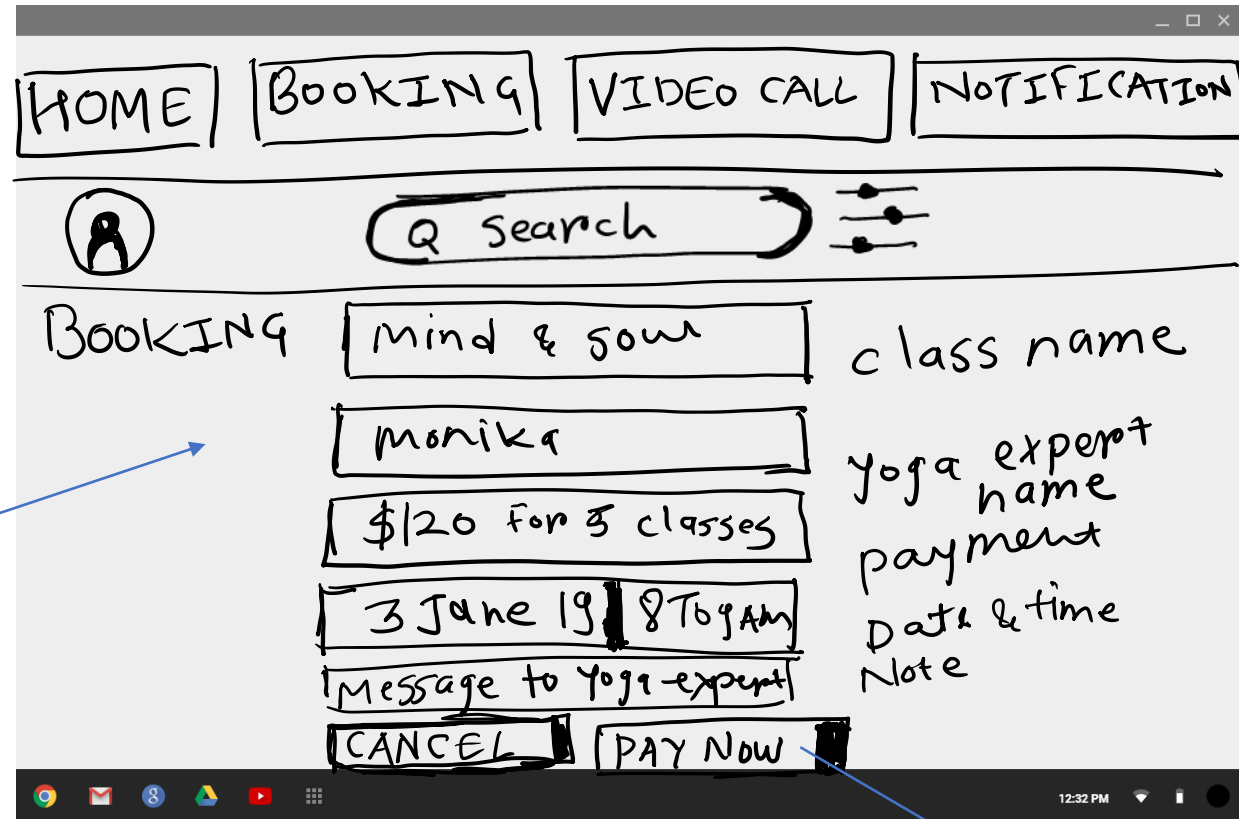 HOME BOOKING VIDEO CALL NOTIFICATION
Q search
BOOKING mind & soul class name
monika yoga expert
name
$120 for 5 classes payment
3 June 19 8 To 9 AM Date & time
Message to yoga expert Note
CANCEL PAY NOW
12:32 PM